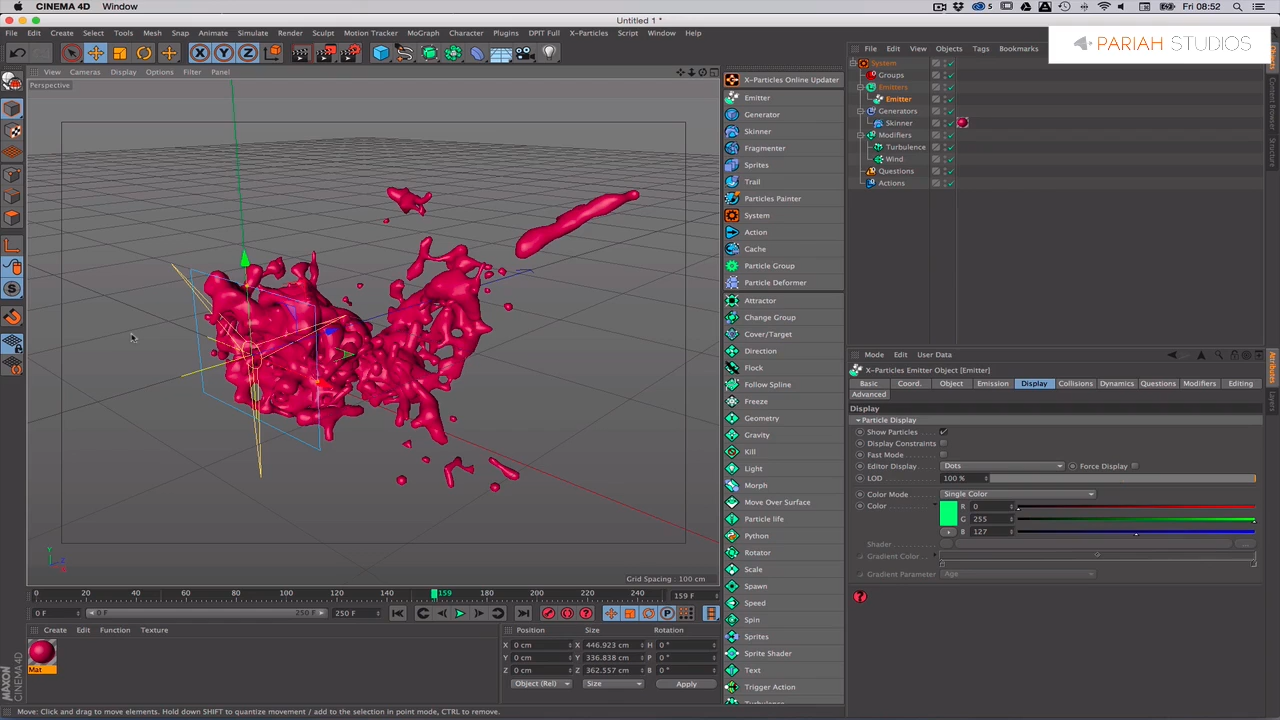 CINEMA 4D Window
Fri 08:52
Untitled 1 *
File Edit Create Select Tools Mesh Snap Animate Simulate Render Sculpt Motion Tracker MoGraph Character Plugins DPIT Full X-Particles Script Window Help
PARIAH STUDIOS
View Cameras Display Options Filter Panel
Perspective
File Edit View Objects Tags Bookmarks
System
Groups
Emitters
Emitter
Generators
Skinner
Modifiers
Turbulence
Wind
Questions
Actions
Objects
Content Browser
Structure
X-Particles Online Updater
Emitter
Generator
Skinner
Fragmenter
Sprites
Trail
Particles Painter
System
Action
Cache
Particle Group
Particle Deformer
Attractor
Change Group
Cover/Target
Direction
Flock
Follow Spline
Freeze
Geometry
Gravity
Kill
Light
Morph
Move Over Surface
Particle life
Python
Rotator
Scale
Spawn
Speed
Spin
Sprites
Sprite Shader
Text
Trigger Action
Turbulence
Mode Edit User Data
X-Particles Emitter Object [Emitter]
Basic Coord. Object Emission Display Collisions Dynamics Questions Modifiers Editing
Advanced
Display
Particle Display
Show Particles
Display Constraints
Fast Mode
Editor Display Dots Force Display
LOD 100 %
Color Mode Single Color
Color R 0
G 255
B 127
Shader
Gradient Color
Gradient Parameter Age
Attributes
Layers
Grid Spacing : 100 cm
0 20 40 60 80 100 120 140 159 180 200 220 240 159 F
0 F 0 F 250 F 250 F
Create Edit Function Texture
Mat
Position Size Rotation
X 0 cm X 446.923 cm H 0 °
Y 0 cm Y 336.838 cm P 0 °
Z 0 cm Z 362.557 cm B 0 °
Object (Rel) Size Apply
MAXON
CINEMA 4D
Move: Click and drag to move elements. Hold down SHIFT to quantize movement / add to the selection in point mode, CTRL to remove.